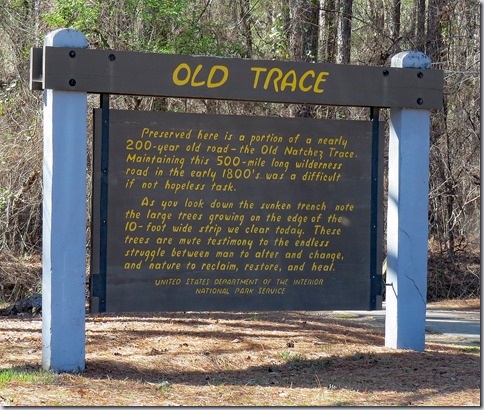 OLD TRACE
Preserved here is a portion of a nearly
200-year old road - the Old Natchez Trace.
Maintaining this 500-mile long wilderness
road in the early 1800's was a difficult
if not hopeless task.
As you look down the sunken trench note
the large trees growing on the edge of the
10-foot wide strip we clear today. These
trees are mute testimony to the endless
struggle between man to alter and change,
and nature to reclaim, restore, and heal.
UNITED STATES DEPARTMENT OF THE INTERIOR
NATIONAL PARK SERVICE